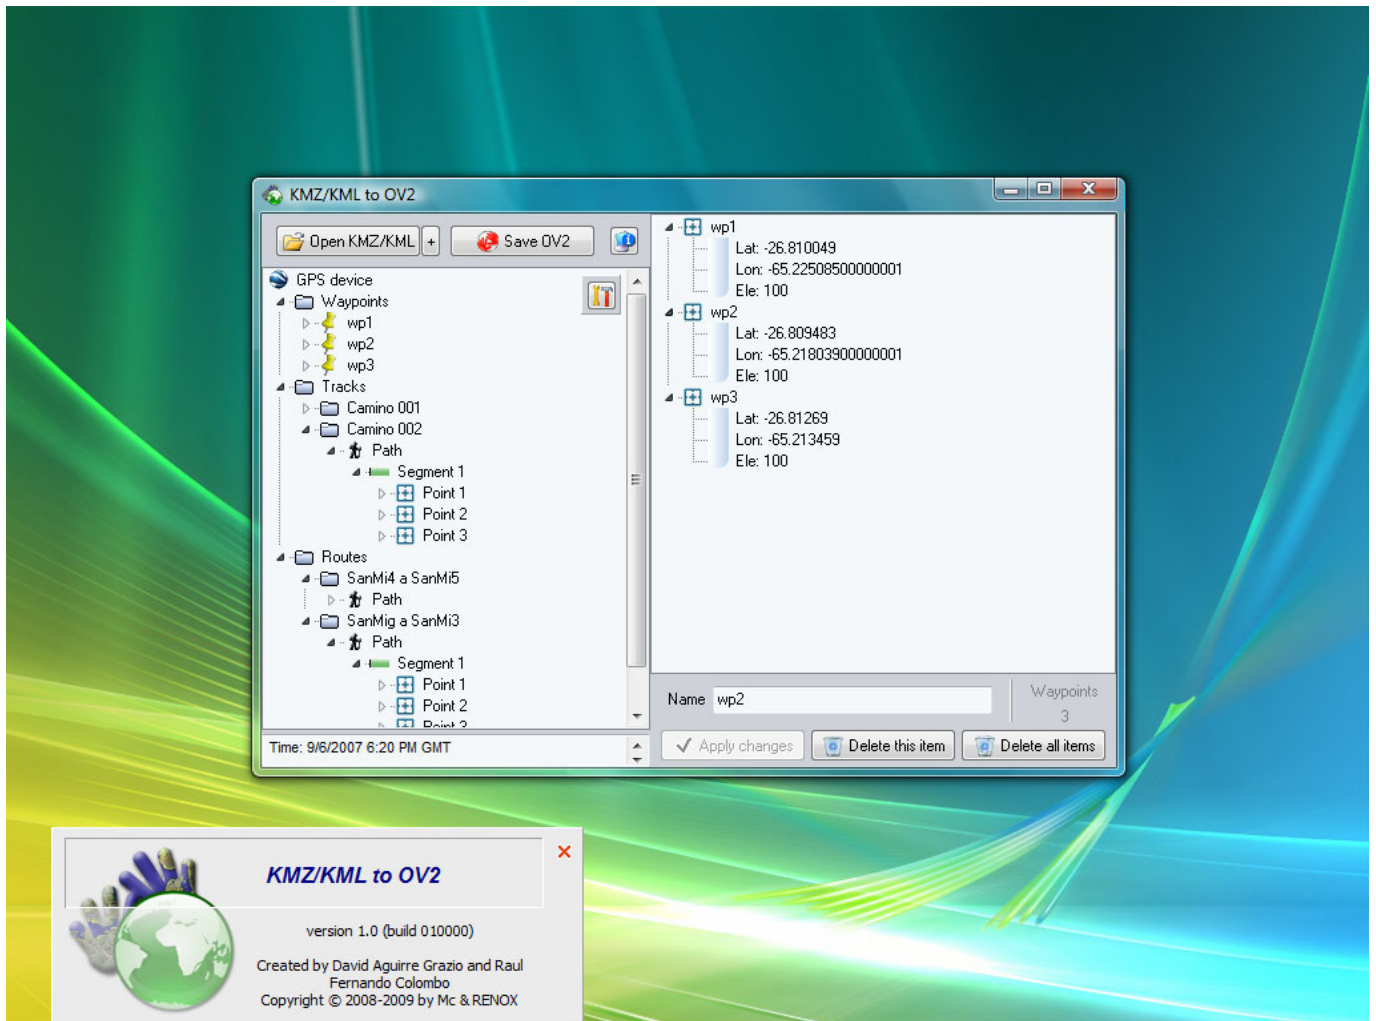 KMZ/KML to OV2
Open KMZ/KML
+
Save OV2
GPS device
Waypoints
wp1
wp2
wp3
Tracks
Camino 001
Camino 002
Path
Segment 1
Point 1
Point 2
Point 3
Routes
SanMi4 a SanMi5
Path
SanMig a SanMi3
Path
Segment 1
Point 1
Point 2
Point 3
Time: 9/6/2007 6:20 PM GMT
wp1
Lat: -26.810049
Lon: -65.22508500000001
Ele: 100
wp2
Lat: -26.809483
Lon: -65.21803900000001
Ele: 100
wp3
Lat: -26.81269
Lon: -65.213459
Ele: 100
Name wp2
Waypoints
3
Apply changes
Delete this item
Delete all items
KMZ/KML to OV2
version 1.0 (build 010000)
Created by David Aguirre Grazio and Raul
Fernando Colombo
Copyright © 2008-2009 by Mc & RENOX